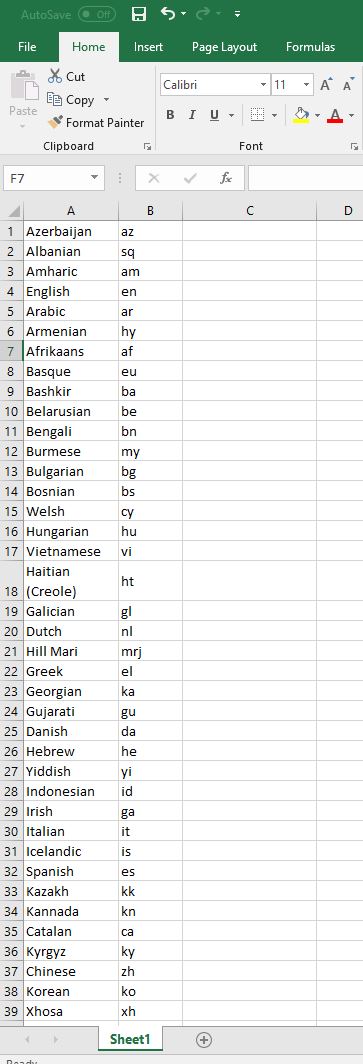 AutoSave Off
File Home Insert Page Layout Formulas
Cut
Copy
Format Painter
Paste
Clipboard
Calibri 11 A A
B I U A
Font
F7 fx
A B C D
1 Azerbaijan az
2 Albanian sq
3 Amharic am
4 English en
5 Arabic ar
6 Armenian hy
7 Afrikaans af
8 Basque eu
9 Bashkir ba
10 Belarusian be
11 Bengali bn
12 Burmese my
13 Bulgarian bg
14 Bosnian bs
15 Welsh cy
16 Hungarian hu
17 Vietnamese vi
Haitian
18 (Creole) ht
19 Galician gl
20 Dutch nl
21 Hill Mari mrj
22 Greek el
23 Georgian ka
24 Gujarati gu
25 Danish da
26 Hebrew he
27 Yiddish yi
28 Indonesian id
29 Irish ga
30 Italian it
31 Icelandic is
32 Spanish es
33 Kazakh kk
34 Kannada kn
35 Catalan ca
36 Kyrgyz ky
37 Chinese zh
38 Korean ko
39 Xhosa xh
Sheet1
Ready